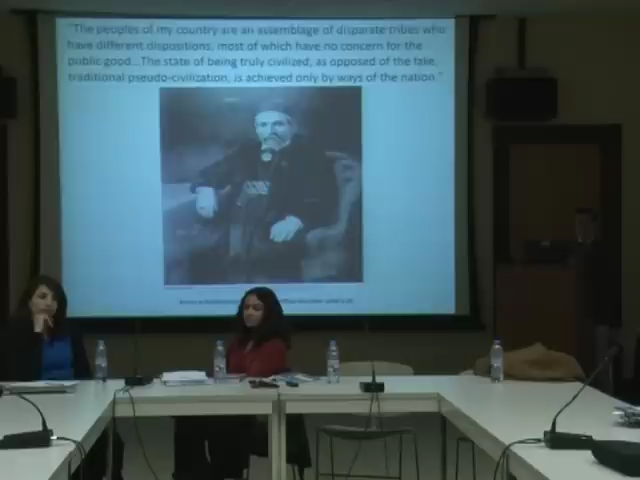 "The peoples of my country are an assemblage of disparate tribes who
have different dispositions, most of which have no concern for the
public good...The state of being truly civilized, as opposed of the fake,
traditional pseudo-civilization, is achieved only by ways of the nation."